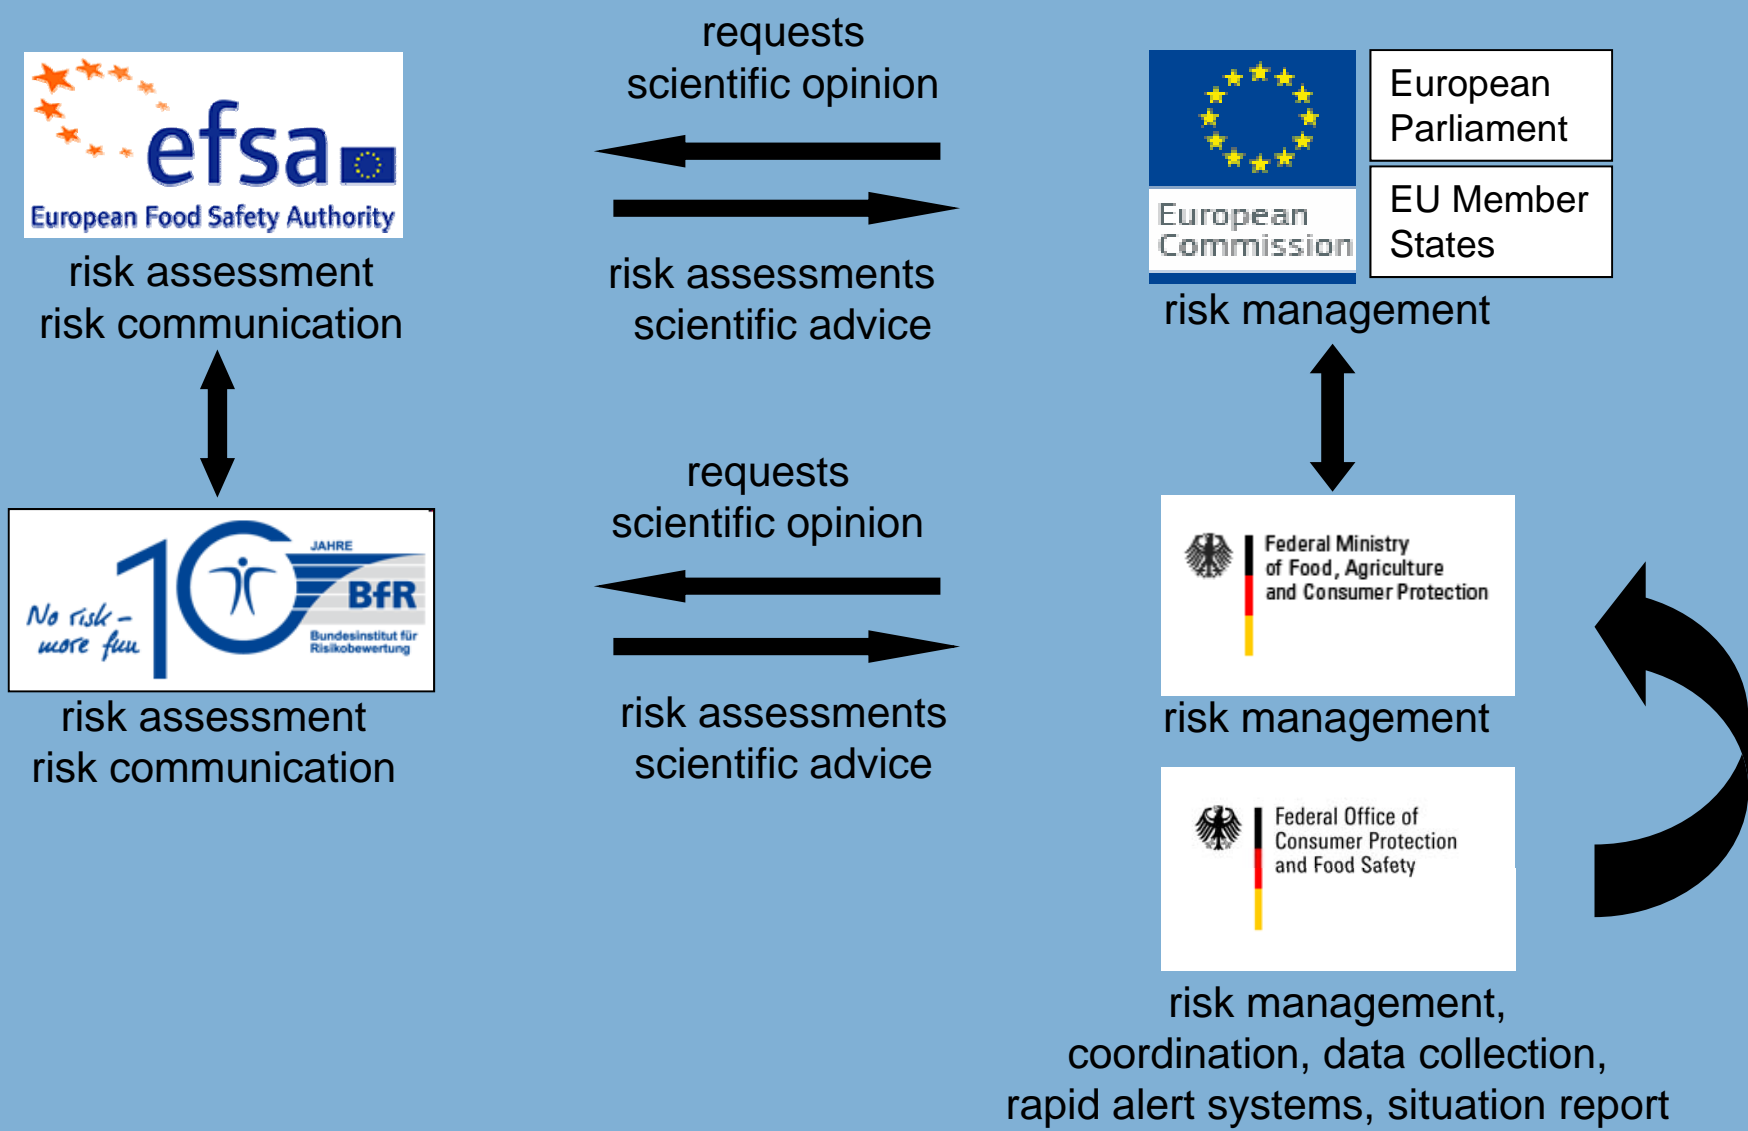 requests
scientific opinion
efsa
European Food Safety Authority
risk assessment
risk communication
risk assessments
scientific advice
European
Commission
European
Parliament
EU Member
States
risk management
requests
scientific opinion
No risk –
more fun
10
JAHRE
BfR
Bundesinstitut für
Risikobewertung
risk assessment
risk communication
risk assessments
scientific advice
Federal Ministry
of Food, Agriculture
and Consumer Protection
risk management
Federal Office of
Consumer Protection
and Food Safety
risk management,
coordination, data collection,
rapid alert systems, situation report